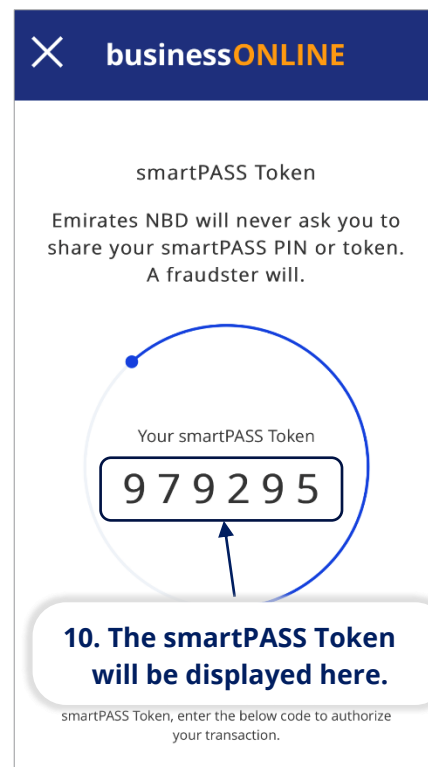 businessONLINE
smartPASS Token
Emirates NBD will never ask you to
share your smartPASS PIN or token.
A fraudster will.
Your smartPASS Token
979295
10. The smartPASS Token
will be displayed here.
smartPASS Token, enter the below code to authorize
your transaction.